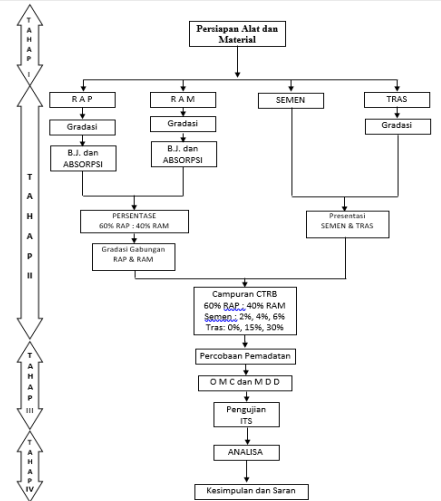 T
A
H
A
P
I
Persiapan Alat dan
Material
T
A
H
A
P
II
R A P
R A M
SEMEN
TRAS
Gradasi
Gradasi
Gradasi
B.J. dan
ABSORPSI
B.J. dan
ABSORPSI
PERSENTASE
60% RAP : 40% RAM
Presentasi
SEMEN & TRAS
Gradasi Gabungan
RAP & RAM
Campuran CTRB
60% RAP : 40% RAM
Semen : 2%, 4%, 6%
Tras: 0%, 15%, 30%
T
A
H
A
P
III
Percobaan Pemadatan
O M C dan M D D
Pengujian
ITS
T
A
H
A
P
IV
ANALISA
Kesimpulan dan Saran